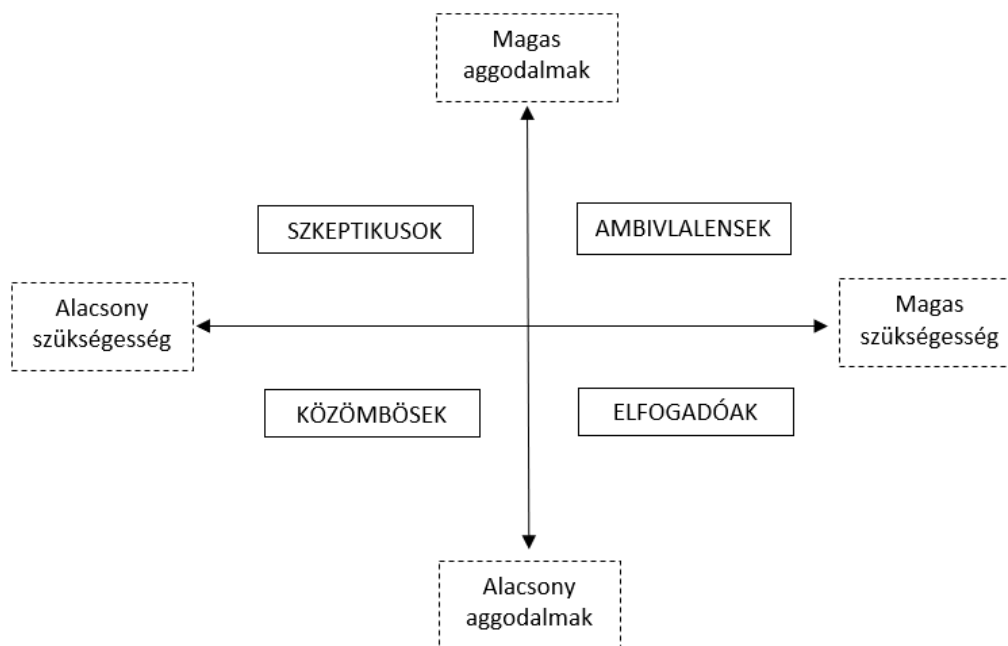 Magas
aggodalmak
SZKEPTIKUSOK
AMBIVLALENSEK
Alacsony
szükségesség
Magas
szükségesség
KÖZÖMBÖSEK
ELFOGADÓAK
Alacsony
aggodalmak